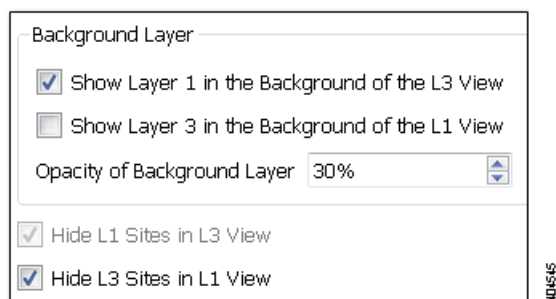 Background Layer
Show Layer 1 in the Background of the L3 View
Show Layer 3 in the Background of the L1 View
Opacity of Background Layer 30%
Hide L1 Sites in L3 View
Hide L3 Sites in L1 View